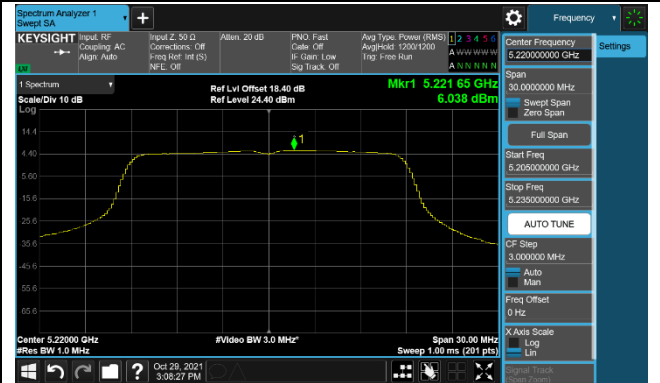 Spectrum Analyzer 1
Swept SA
+
Frequency
KEYSIGHT
Input: RF
Coupling: AC
Align: Auto
Input Z: 50 Ω
Corrections: Off
Freq Ref: Int (S)
NFE: Off
Atten: 20 dB
PNO: Fast
Gate: Off
IF Gain: Low
Sig Track: Off
Avg Type: Power (RMS)
Avg|Hold: 1200/1200
Trig: Free Run
1 2 3 4 5 6
A W W W W W
A N N N N N
1 Spectrum
Scale/Div 10 dB
Log
Ref Lvl Offset 18.40 dB
Ref Level 24.40 dBm
Mkr1 5.221 65 GHz
6.038 dBm
1
14.4
4.40
-5.60
-15.6
-25.6
-35.6
-45.6
-55.6
-65.6
Center 5.22000 GHz
#Res BW 1.0 MHz
#Video BW 3.0 MHz*
Span 30.00 MHz
Sweep 1.00 ms (201 pts)
Center Frequency
5.220000000 GHz
Span
30.0000000 MHz
Swept Span
Zero Span
Full Span
Start Freq
5.205000000 GHz
Stop Freq
5.235000000 GHz
AUTO TUNE
CF Step
3.000000 MHz
Auto
Man
Freq Offset
0 Hz
X Axis Scale
Log
Lin
Signal Track
(Span Zoom)
Settings
?
Oct 29, 2021
3:08:27 PM